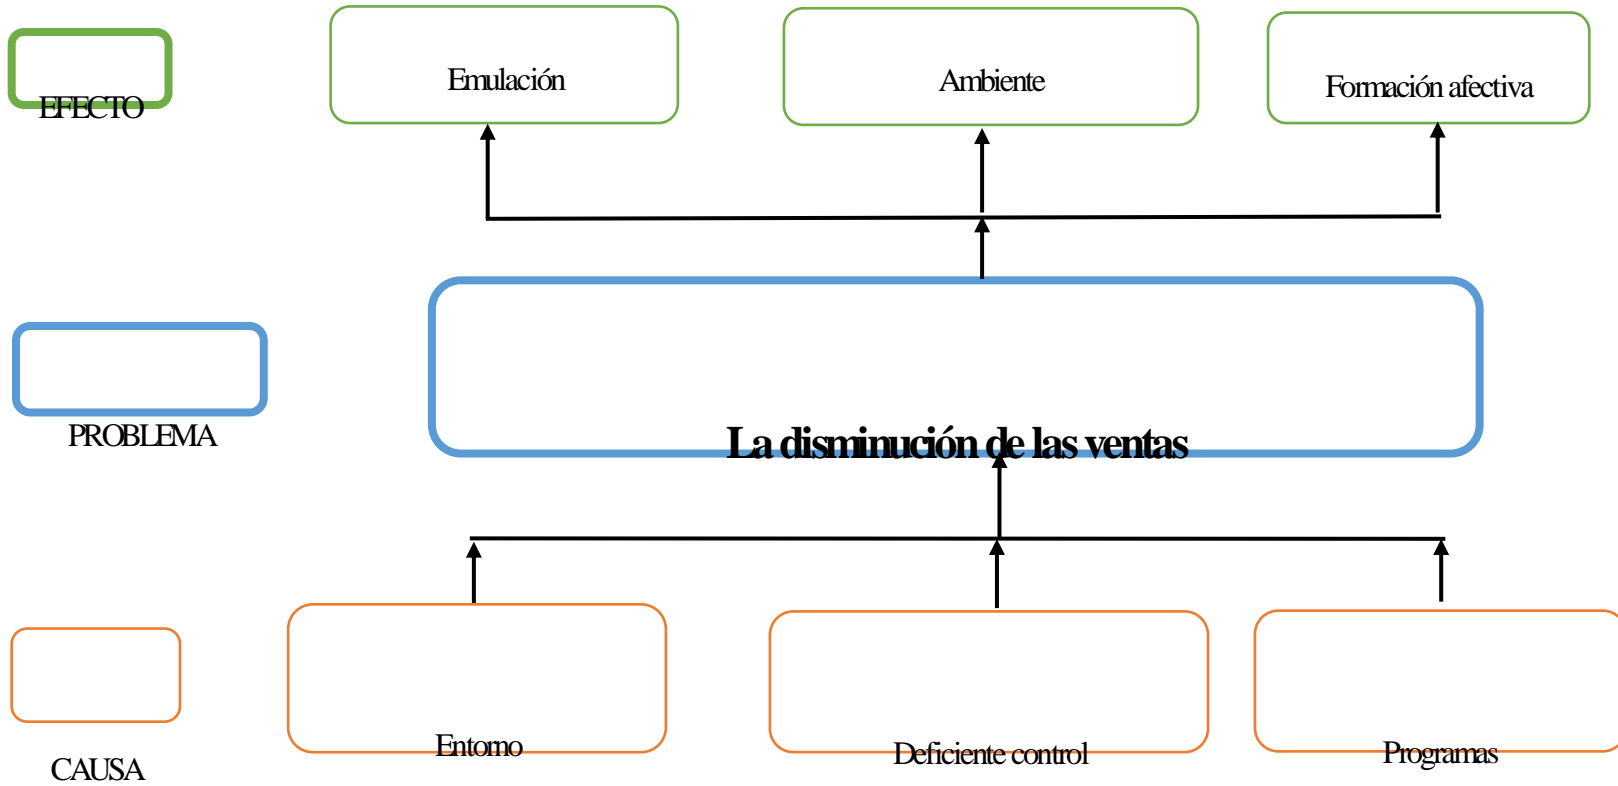 EFECTO
Emulación
Ambiente
Formación afectiva
PROBLEMA
La disminución de las ventas
CAUSA
Entorno
Deficiente control
Programas